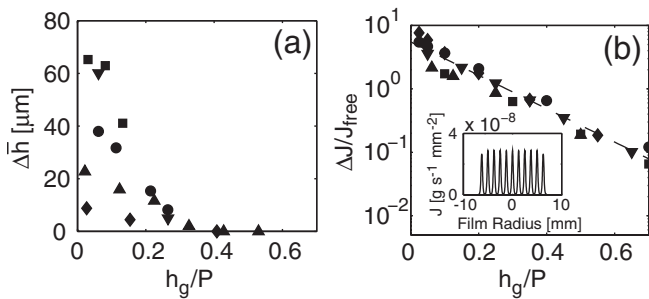 (a)
Δh̅ [μm]
80
60
40
20
0
0 0.2 0.4 0.6
h_g/P
(b)
ΔJ/J_free
10^1
10^0
10^-1
10^-2
0 0.2 0.4 0.6
h_g/P
x 10^-8
J [g s^-1 mm^-2]
4
0
-10 0 10
Film Radius [mm]